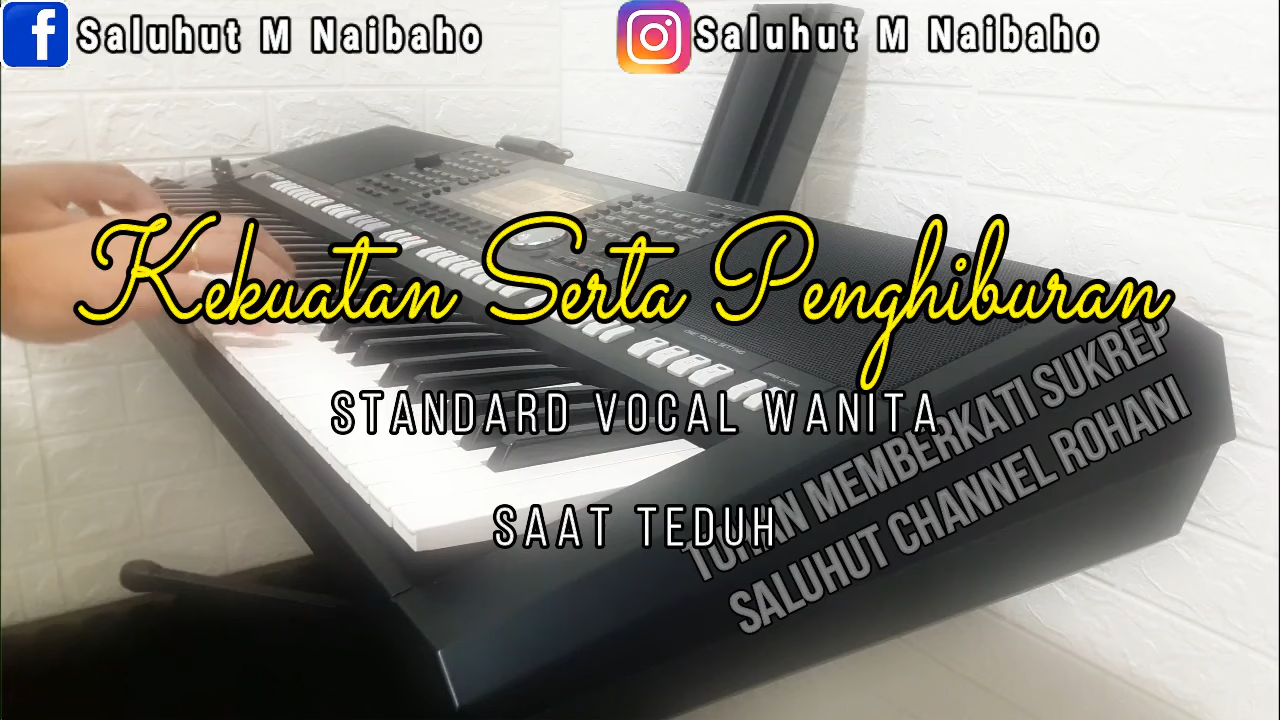 Saluhut M Naibaho
Saluhut M Naibaho
Kekuatan Serta Penghiburan
STANDARD VOCAL WANITA
SAAT TEDUH
TUHAN MEMBERKATI SUKREP
SALUHUT CHANNEL ROHANI